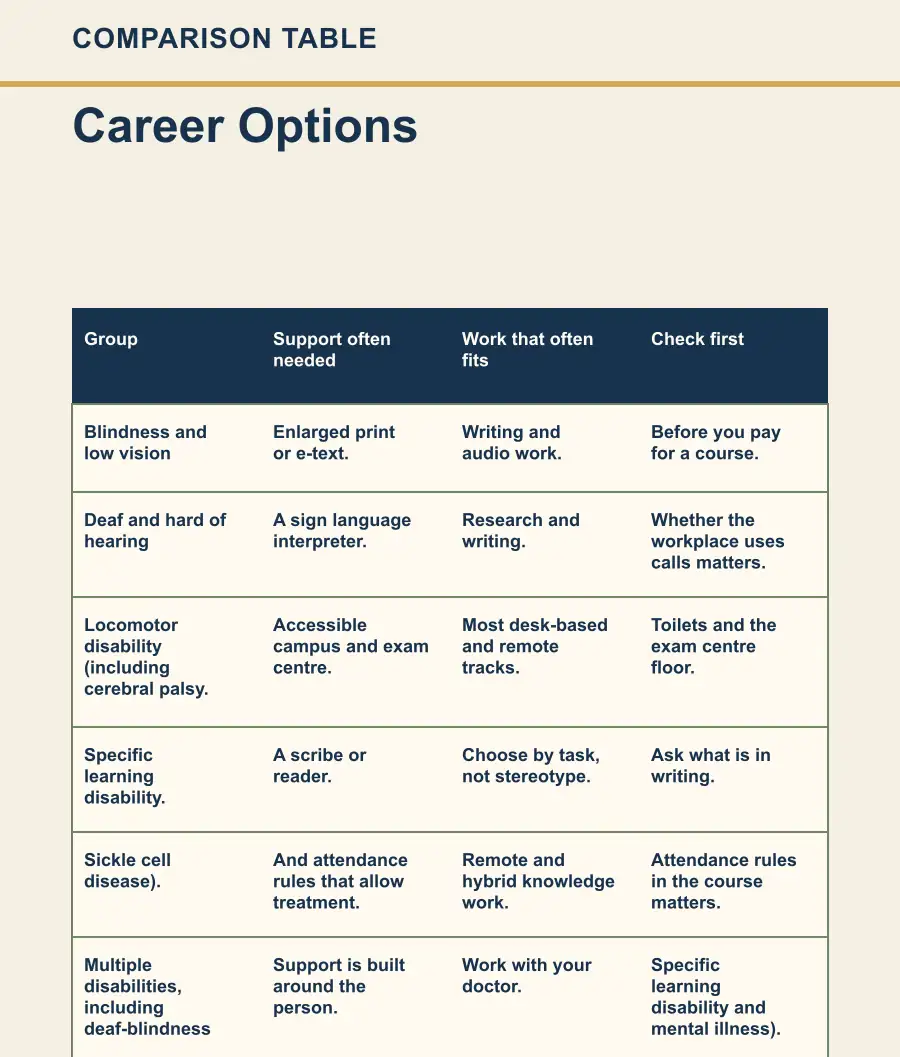 COMPARISON TABLE
Career Options
Group
Support often
needed
Work that often
fits
Check first
Blindness and
low vision
Enlarged print
or e-text.
Writing and
audio work.
Before you pay
for a course.
Deaf and hard of
hearing
A sign language
interpreter.
Research and
writing.
Whether the
workplace uses
calls matters.
Locomotor
disability
(including
cerebral palsy.
Accessible
campus and exam
centre.
Most desk-based
and remote
tracks.
Toilets and the
exam centre
floor.
Specific
learning
disability.
A scribe or
reader.
Choose by task,
not stereotype.
Ask what is in
writing.
Sickle cell
disease).
And attendance
rules that allow
treatment.
Remote and
hybrid knowledge
work.
Attendance rules
in the course
matters.
Multiple
disabilities,
including
deaf-blindness
Support is built
around the
person.
Work with your
doctor.
Specific
learning
disability and
mental illness).